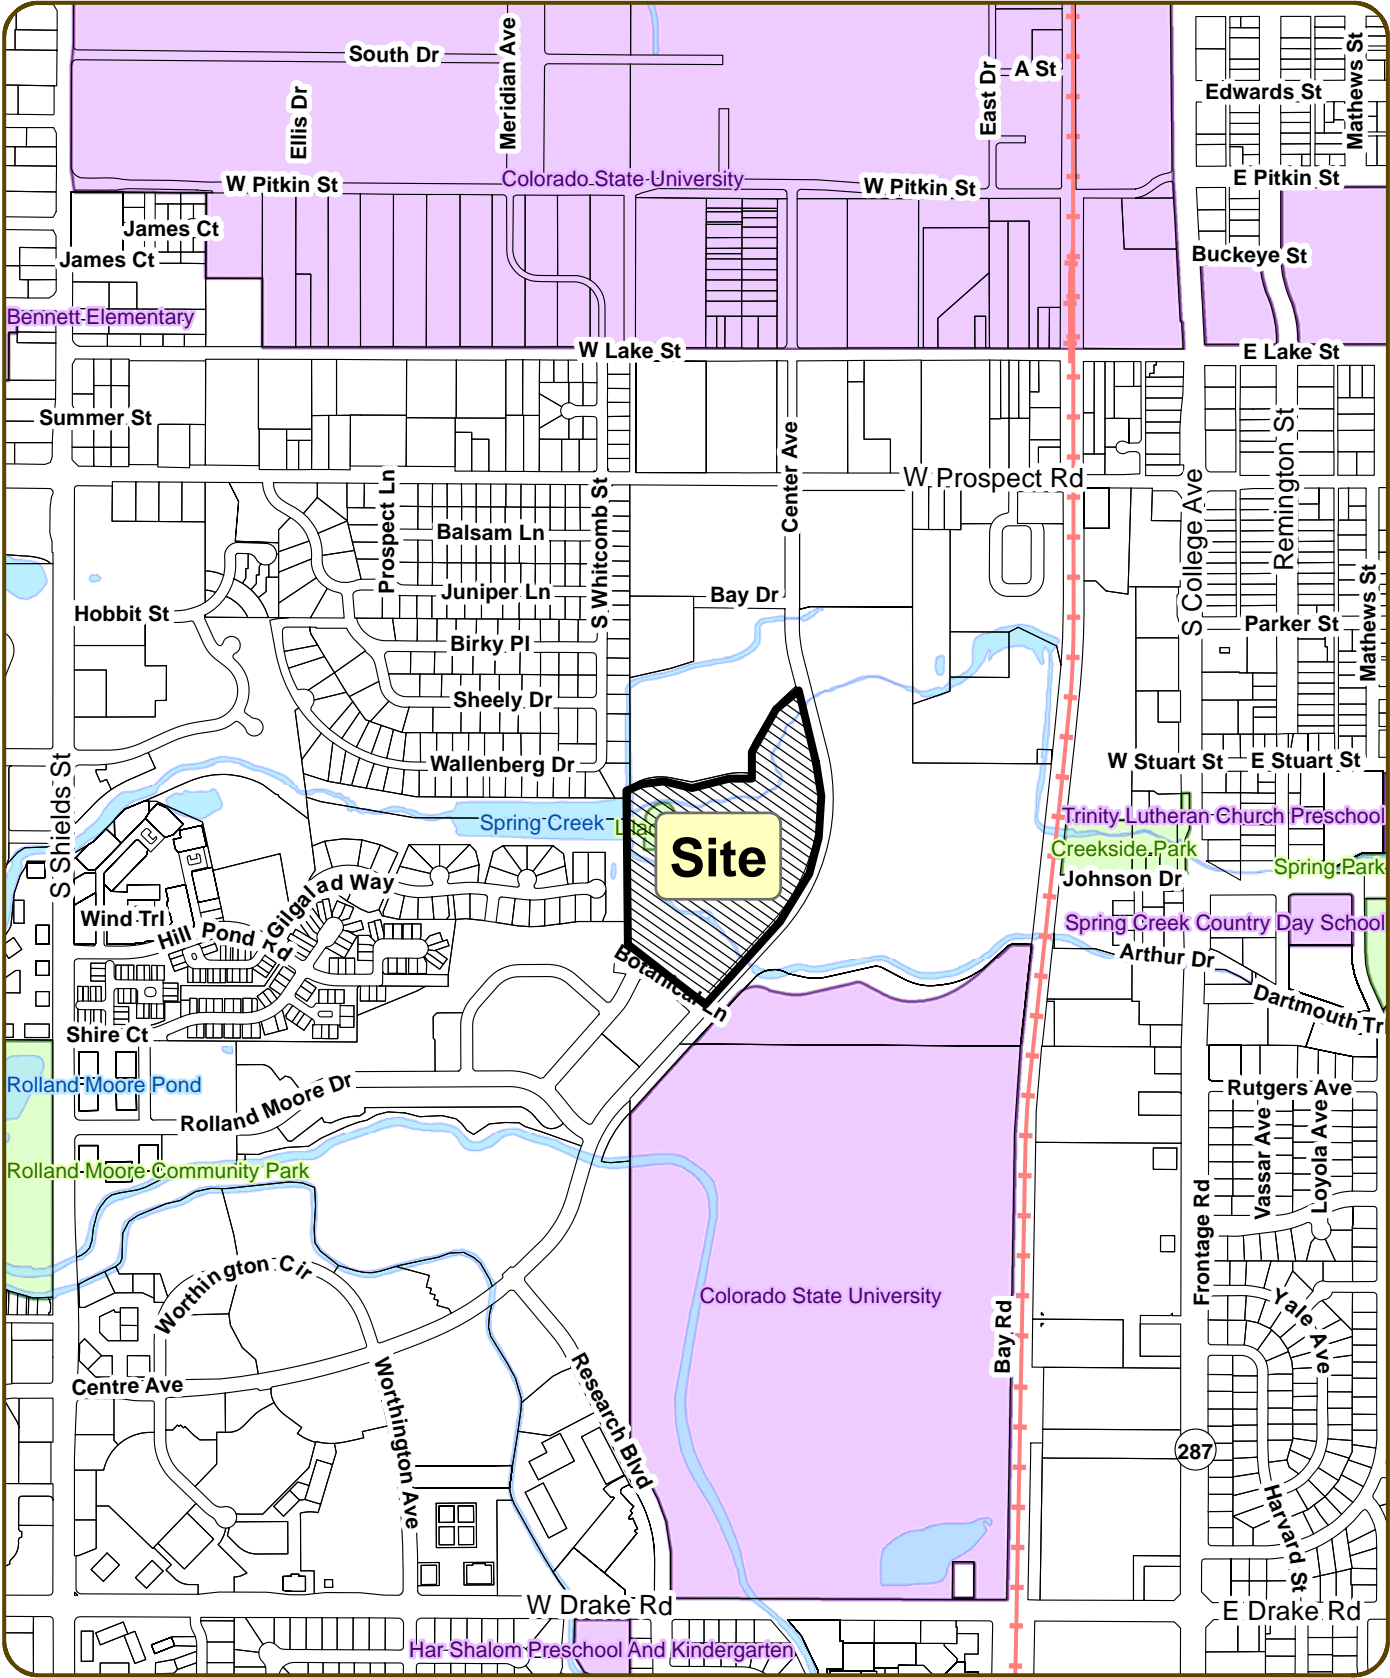 South Dr
Meridian Ave
Ellis Dr
East Dr
A St
Edwards St
Mathews St
W Pitkin St
Colorado State University
W Pitkin St
E Pitkin St
James Ct
James Ct
Buckeye St
Bennett Elementary
W Lake St
E Lake St
Summer St
Center Ave
Remington St
W Prospect Rd
Prospect Ln
S Whitcomb St
S College Ave
Balsam Ln
Juniper Ln
Bay Dr
Hobbit St
Birky Pl
Parker St
Mathews St
Sheely Dr
Wallenberg Dr
W Stuart St
E Stuart St
S Shields St
Spring Creek
Site
Trinity Lutheran Church Preschool
Creekside Park
Spring Park
Johnson Dr
Gilgalad Way
Wind Trl
Hill Pond Rd
Spring Creek Country Day School
Botanical Ln
Arthur Dr
Dartmouth Tr
Shire Ct
Rolland Moore Pond
Rolland Moore Dr
Rutgers Ave
Vassar Ave
Loyola Ave
Rolland Moore Community Park
Frontage Rd
Worthington Cir
Colorado State University
Bay Rd
Yale Ave
Centre Ave
Worthington Ave
Research Blvd
287
Harvard St
W Drake Rd
E Drake Rd
Har Shalom Preschool And Kindergarten